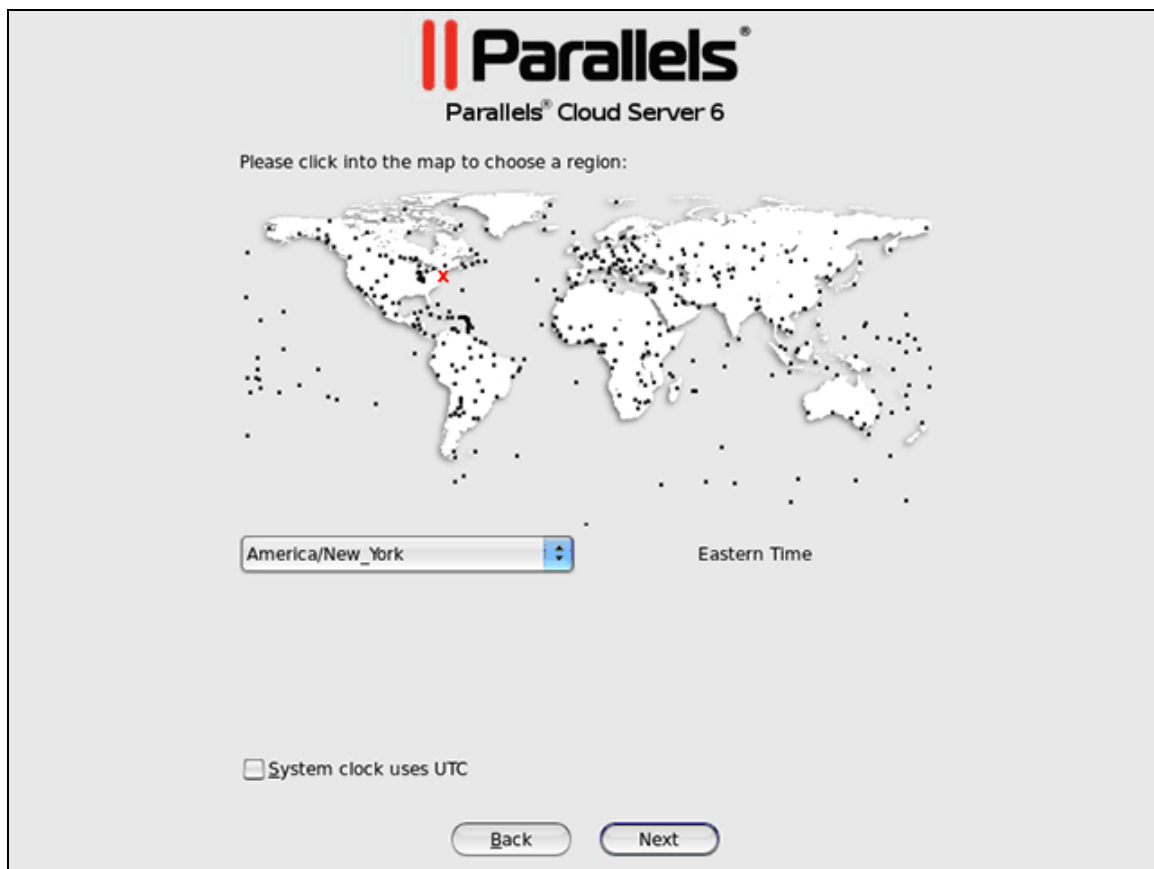 Parallels®
Parallels® Cloud Server 6
Please click into the map to choose a region:
x
America/New_York
Eastern Time
System clock uses UTC
Back
Next